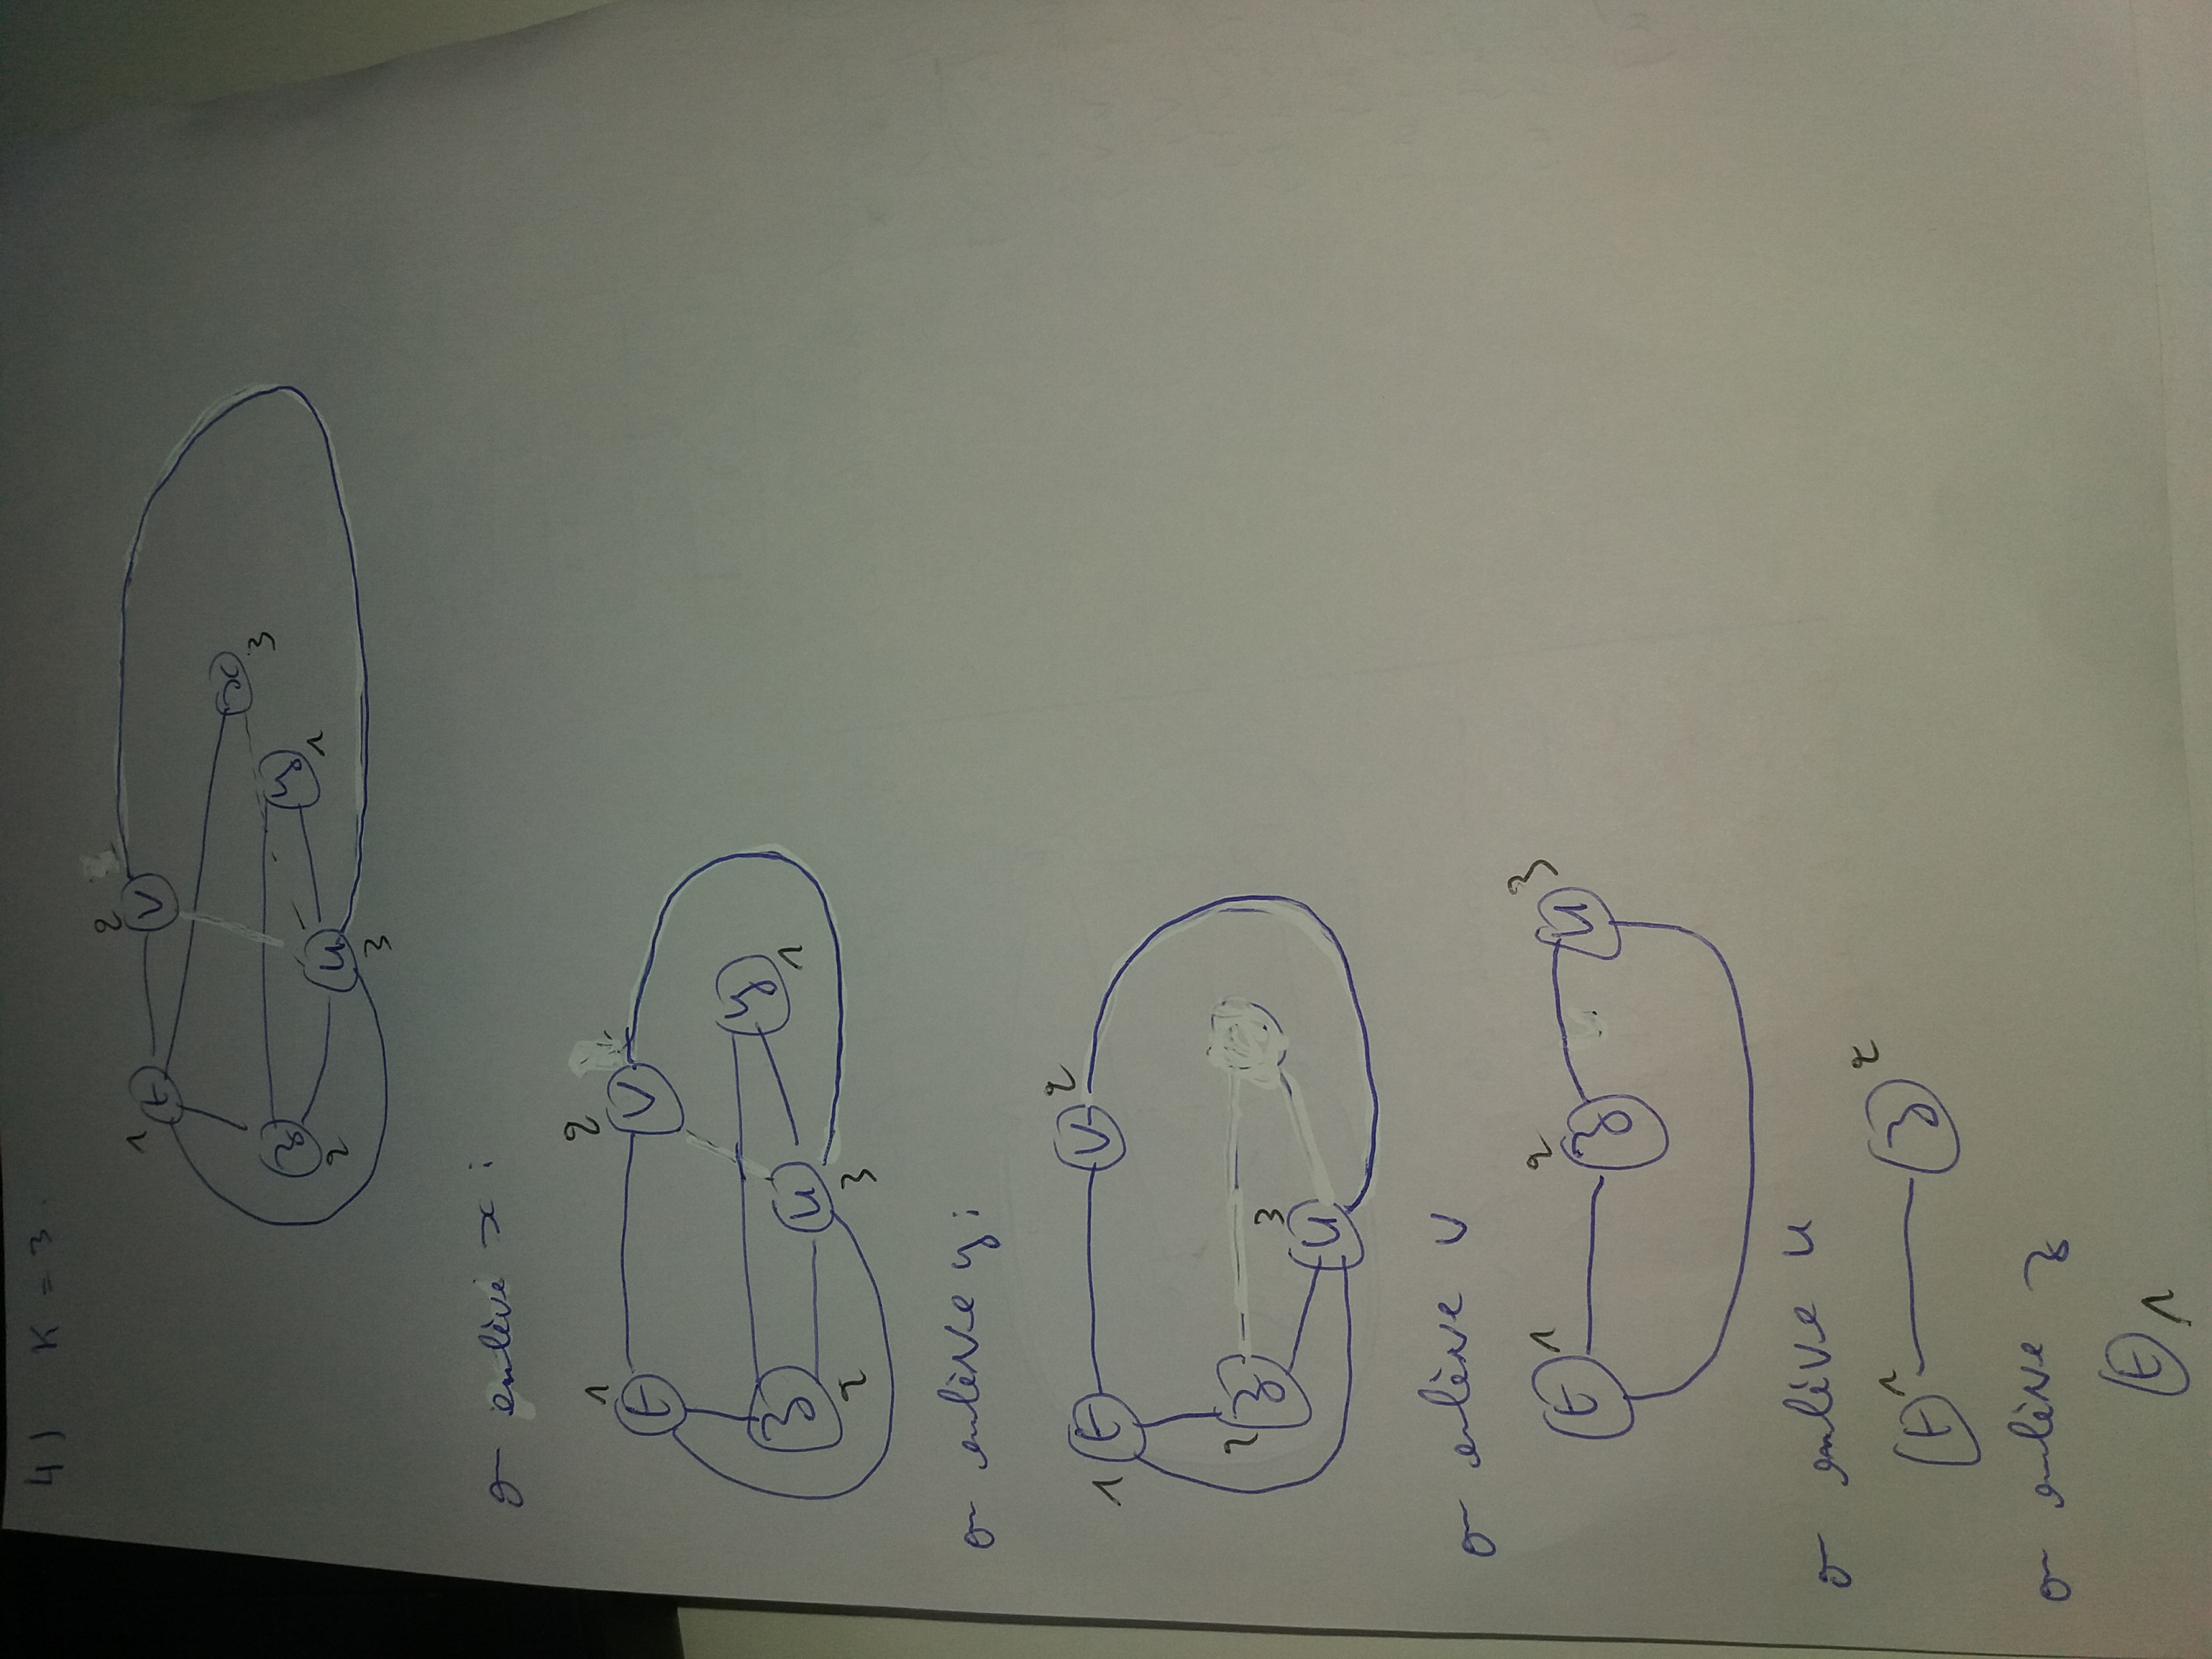 4) K = 3.
1 t 2 v
x 3
z 2 y 1
u 3
on enlève x :
1 t 2 v
z 2 u 3 y 1
on enlève y :
1 t v 2
2 z 3 u
on enlève v
t 1 2 z u 3
on enlève u
t 1 z 2
on enlève z
t 1